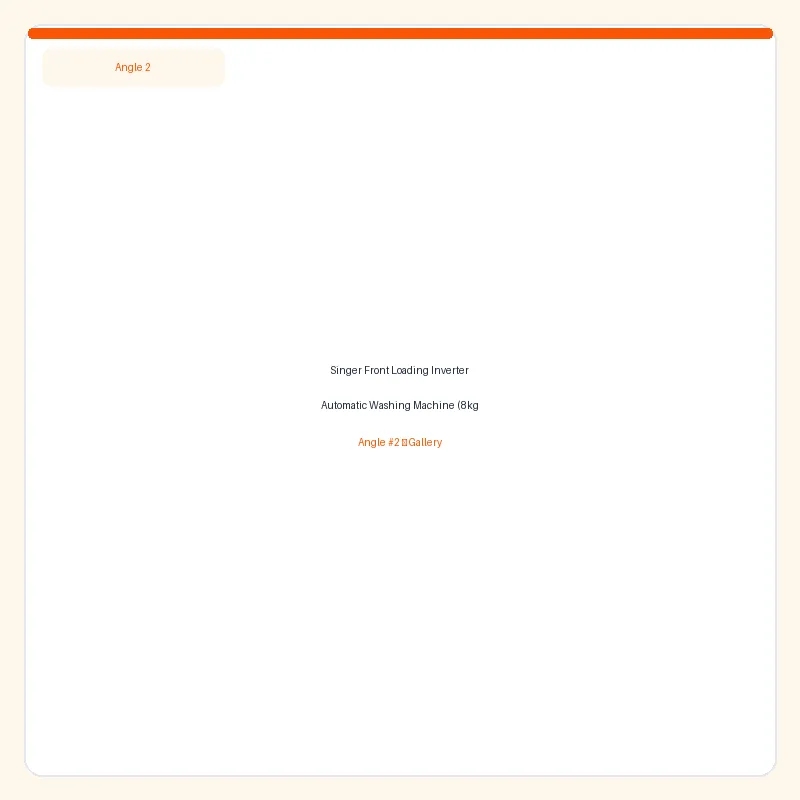 Angle 2
Singer Front Loading Inverter
Automatic Washing Machine (8kg
Angle #2 Gallery